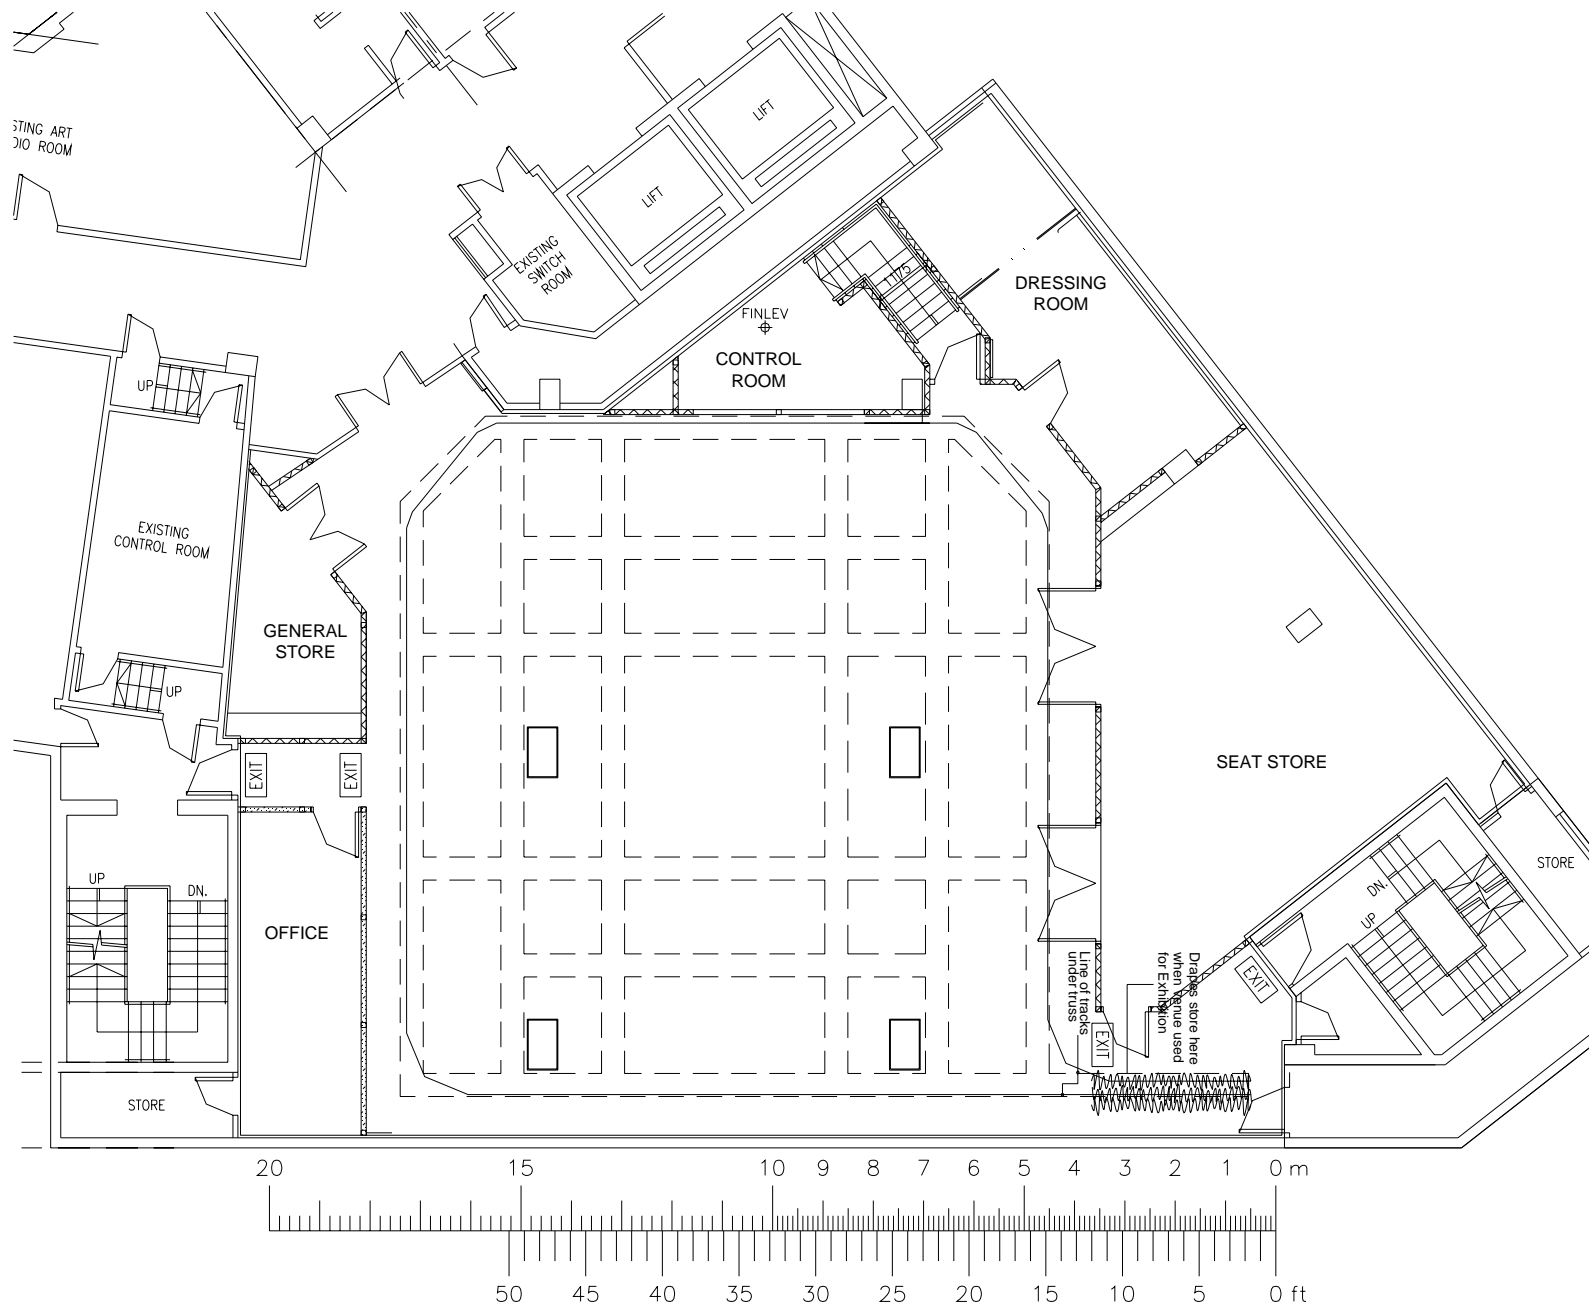 STING ART
DIO ROOM
LIFT
LIFT
EXISTING
SWITCH
ROOM
1175
DRESSING
ROOM
FINLEV
CONTROL
ROOM
UP
EXISTING
CONTROL ROOM
GENERAL
STORE
UP
EXIT
EXIT
SEAT STORE
STORE
UP
DN.
DN.
UP
OFFICE
EXIT
Line of tracks
under truss
Drapes store here
when venue used
for Exhibition
EXIT
STORE
20 15 10 9 8 7 6 5 4 3 2 1 0 m
50 45 40 35 30 25 20 15 10 5 0 ft